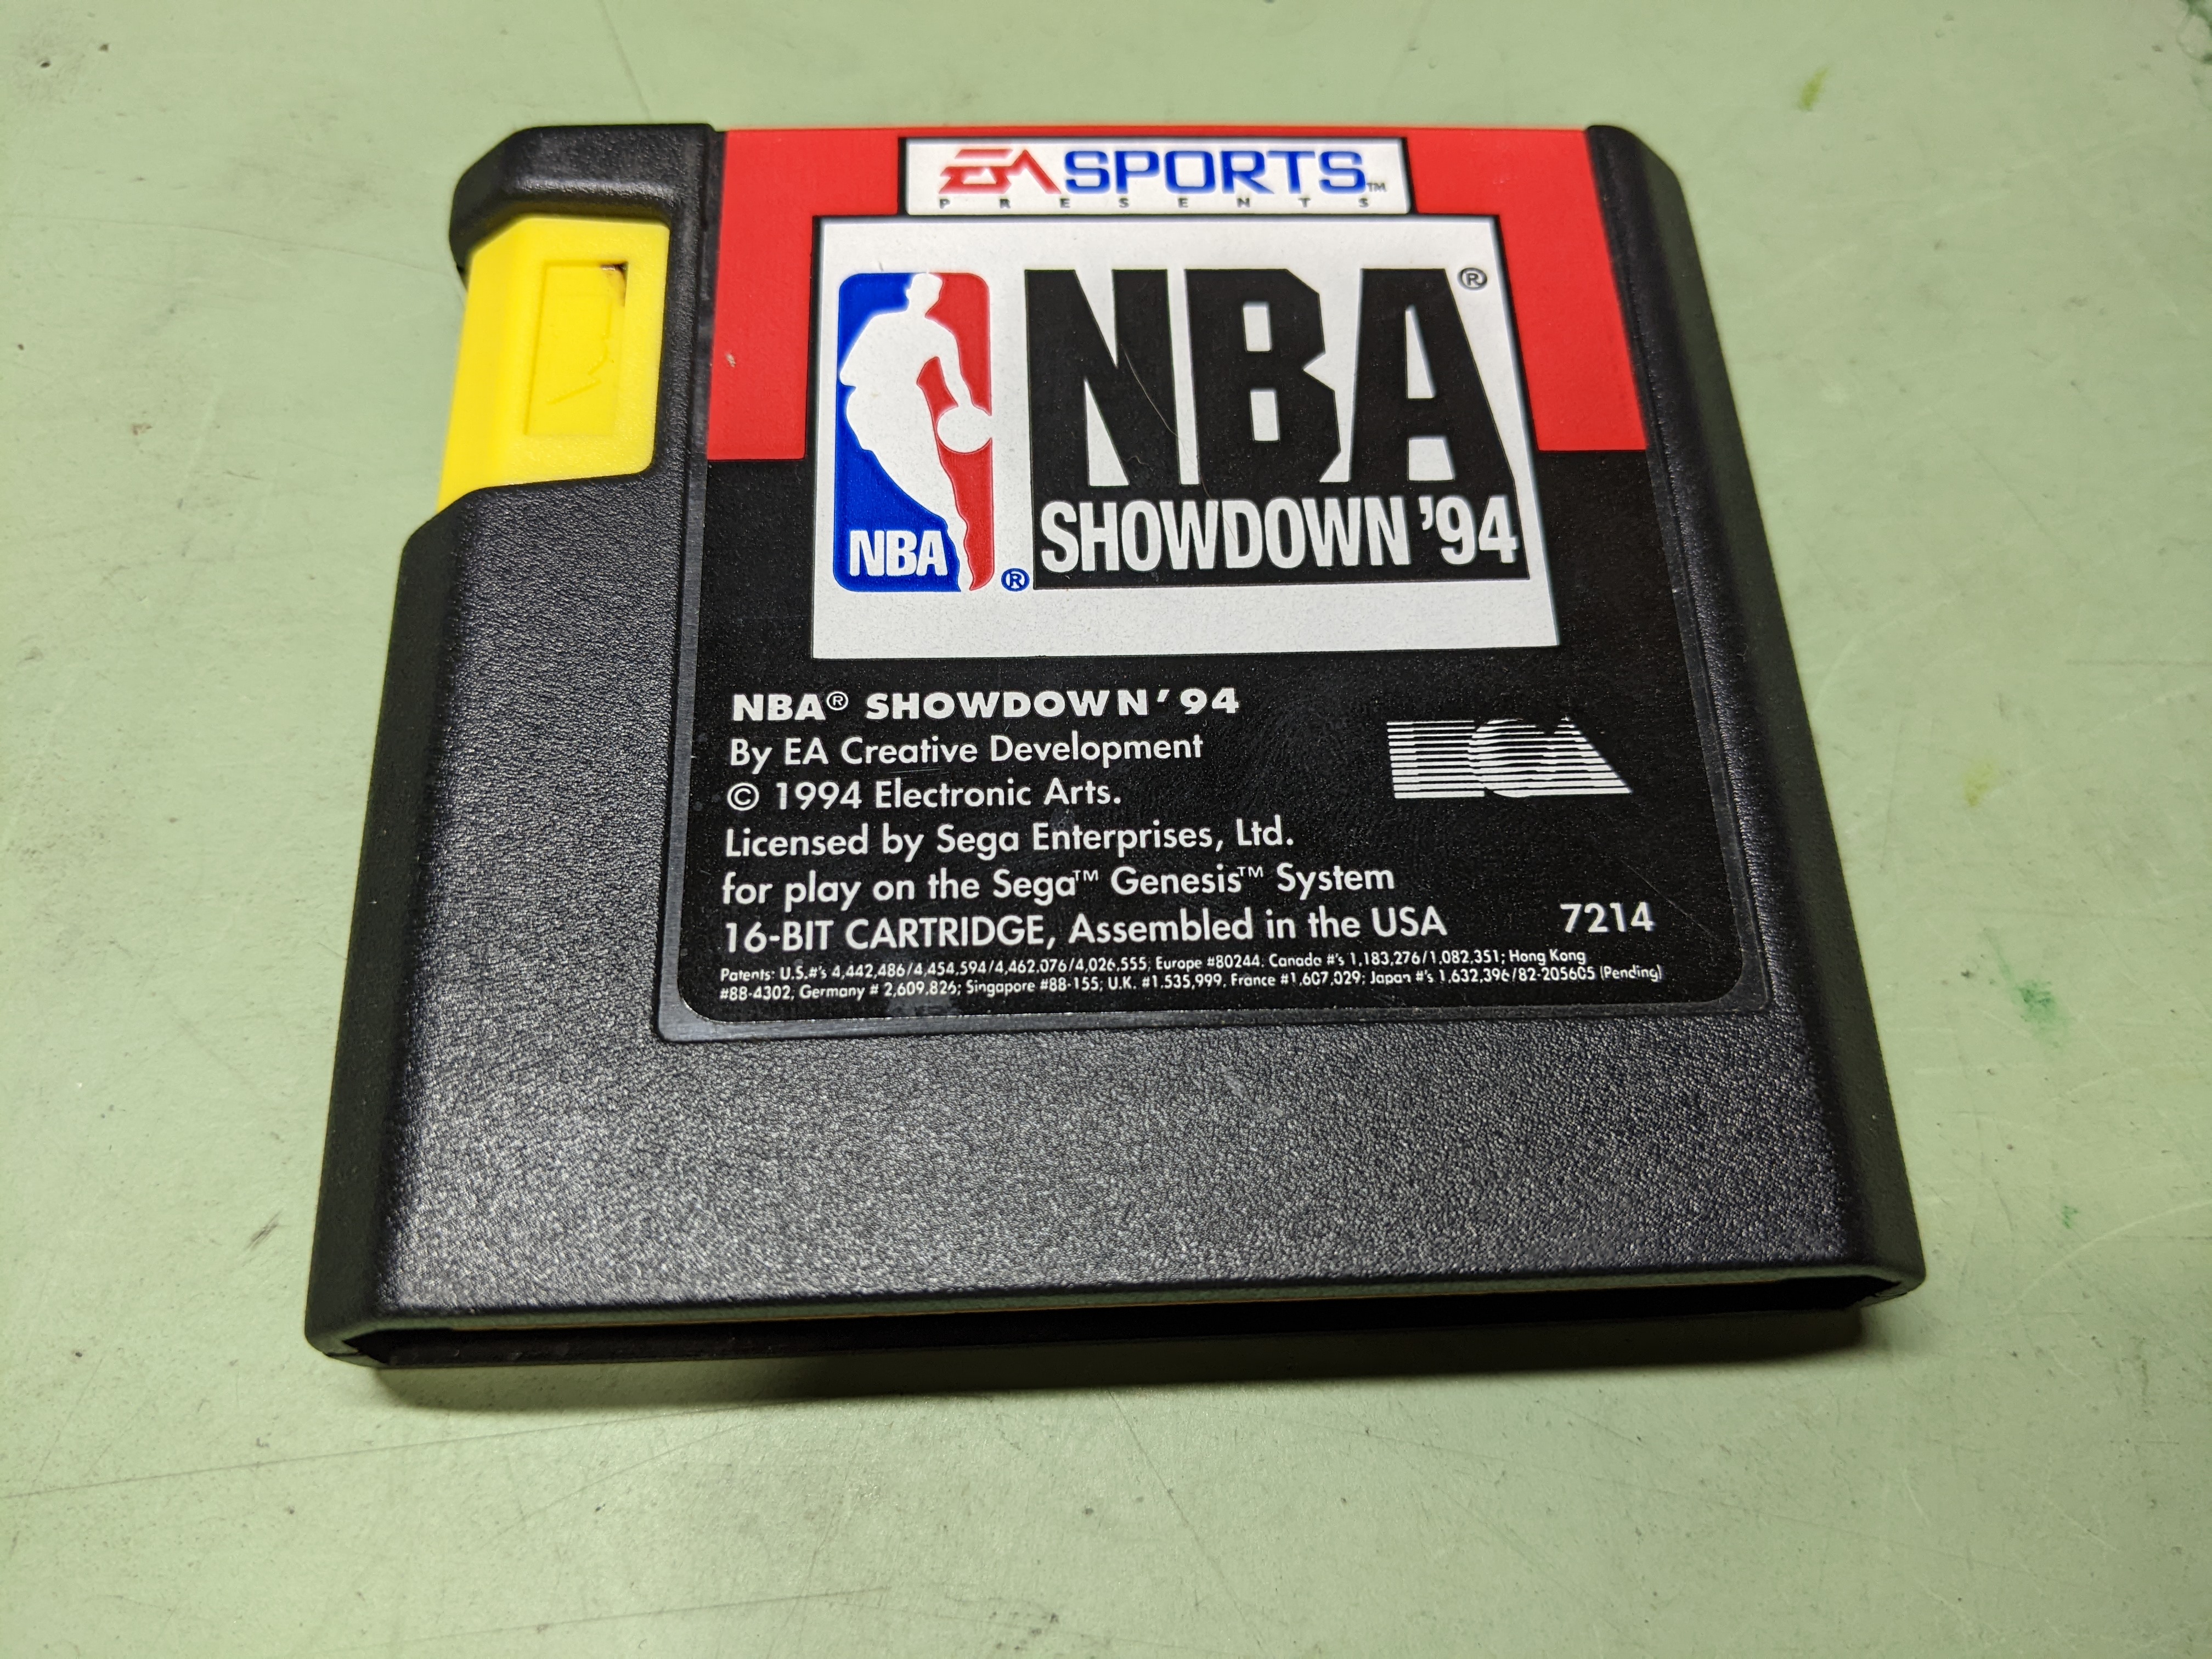 EA SPORTS™
PRESENTS
NBA®
SHOWDOWN '94
NBA ®
NBA® SHOWDOWN '94
By EA Creative Development
© 1994 Electronic Arts.
Licensed by Sega Enterprises, Ltd.
for play on the Sega™ Genesis™ System
16-BIT CARTRIDGE, Assembled in the USA 7214
EA
Patents: U.S.#'s 4,442,486/4,454,594/4,462,076/4,026,555; Europe #80244. Canada #'s 1,183,276/1,082,351; Hong Kong
#88-4302; Germany # 2,609,826; Singapore #88-155; U.K. #1,535,999, France #1,607,029; Japan #'s 1,632,396/82-205605 (Pending)